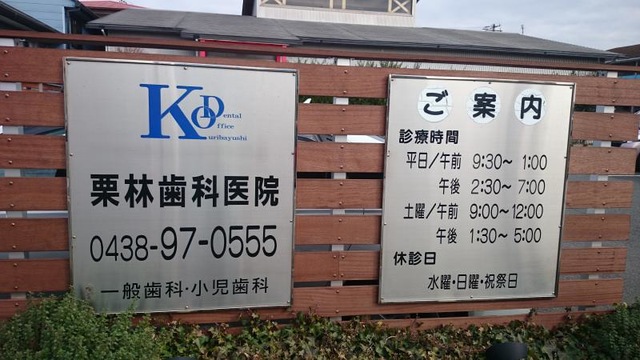 KDO
Dental
Office
Kuribayushi
栗林歯科医院
0438-97-0555
一般歯科・小児歯科
ご案内
診療時間
平日/午前 9:30〜 1:00
午後 2:30〜 7:00
土曜/午前 9:00〜12:00
午後 1:30〜 5:00
休診日
水曜・日曜・祝祭日